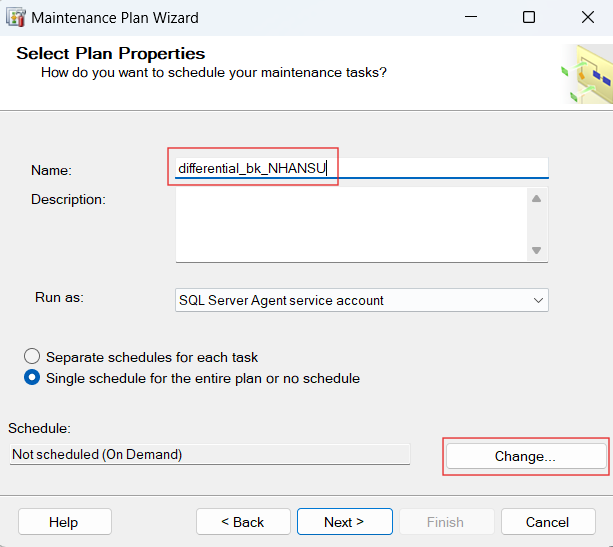 Maintenance Plan Wizard
Select Plan Properties
How do you want to schedule your maintenance tasks?
Name:
differential_bk_NHANSU
Description:
Run as:
SQL Server Agent service account
Separate schedules for each task
Single schedule for the entire plan or no schedule
Schedule:
Not scheduled (On Demand)
Change...
Help
< Back
Next >
Finish
Cancel